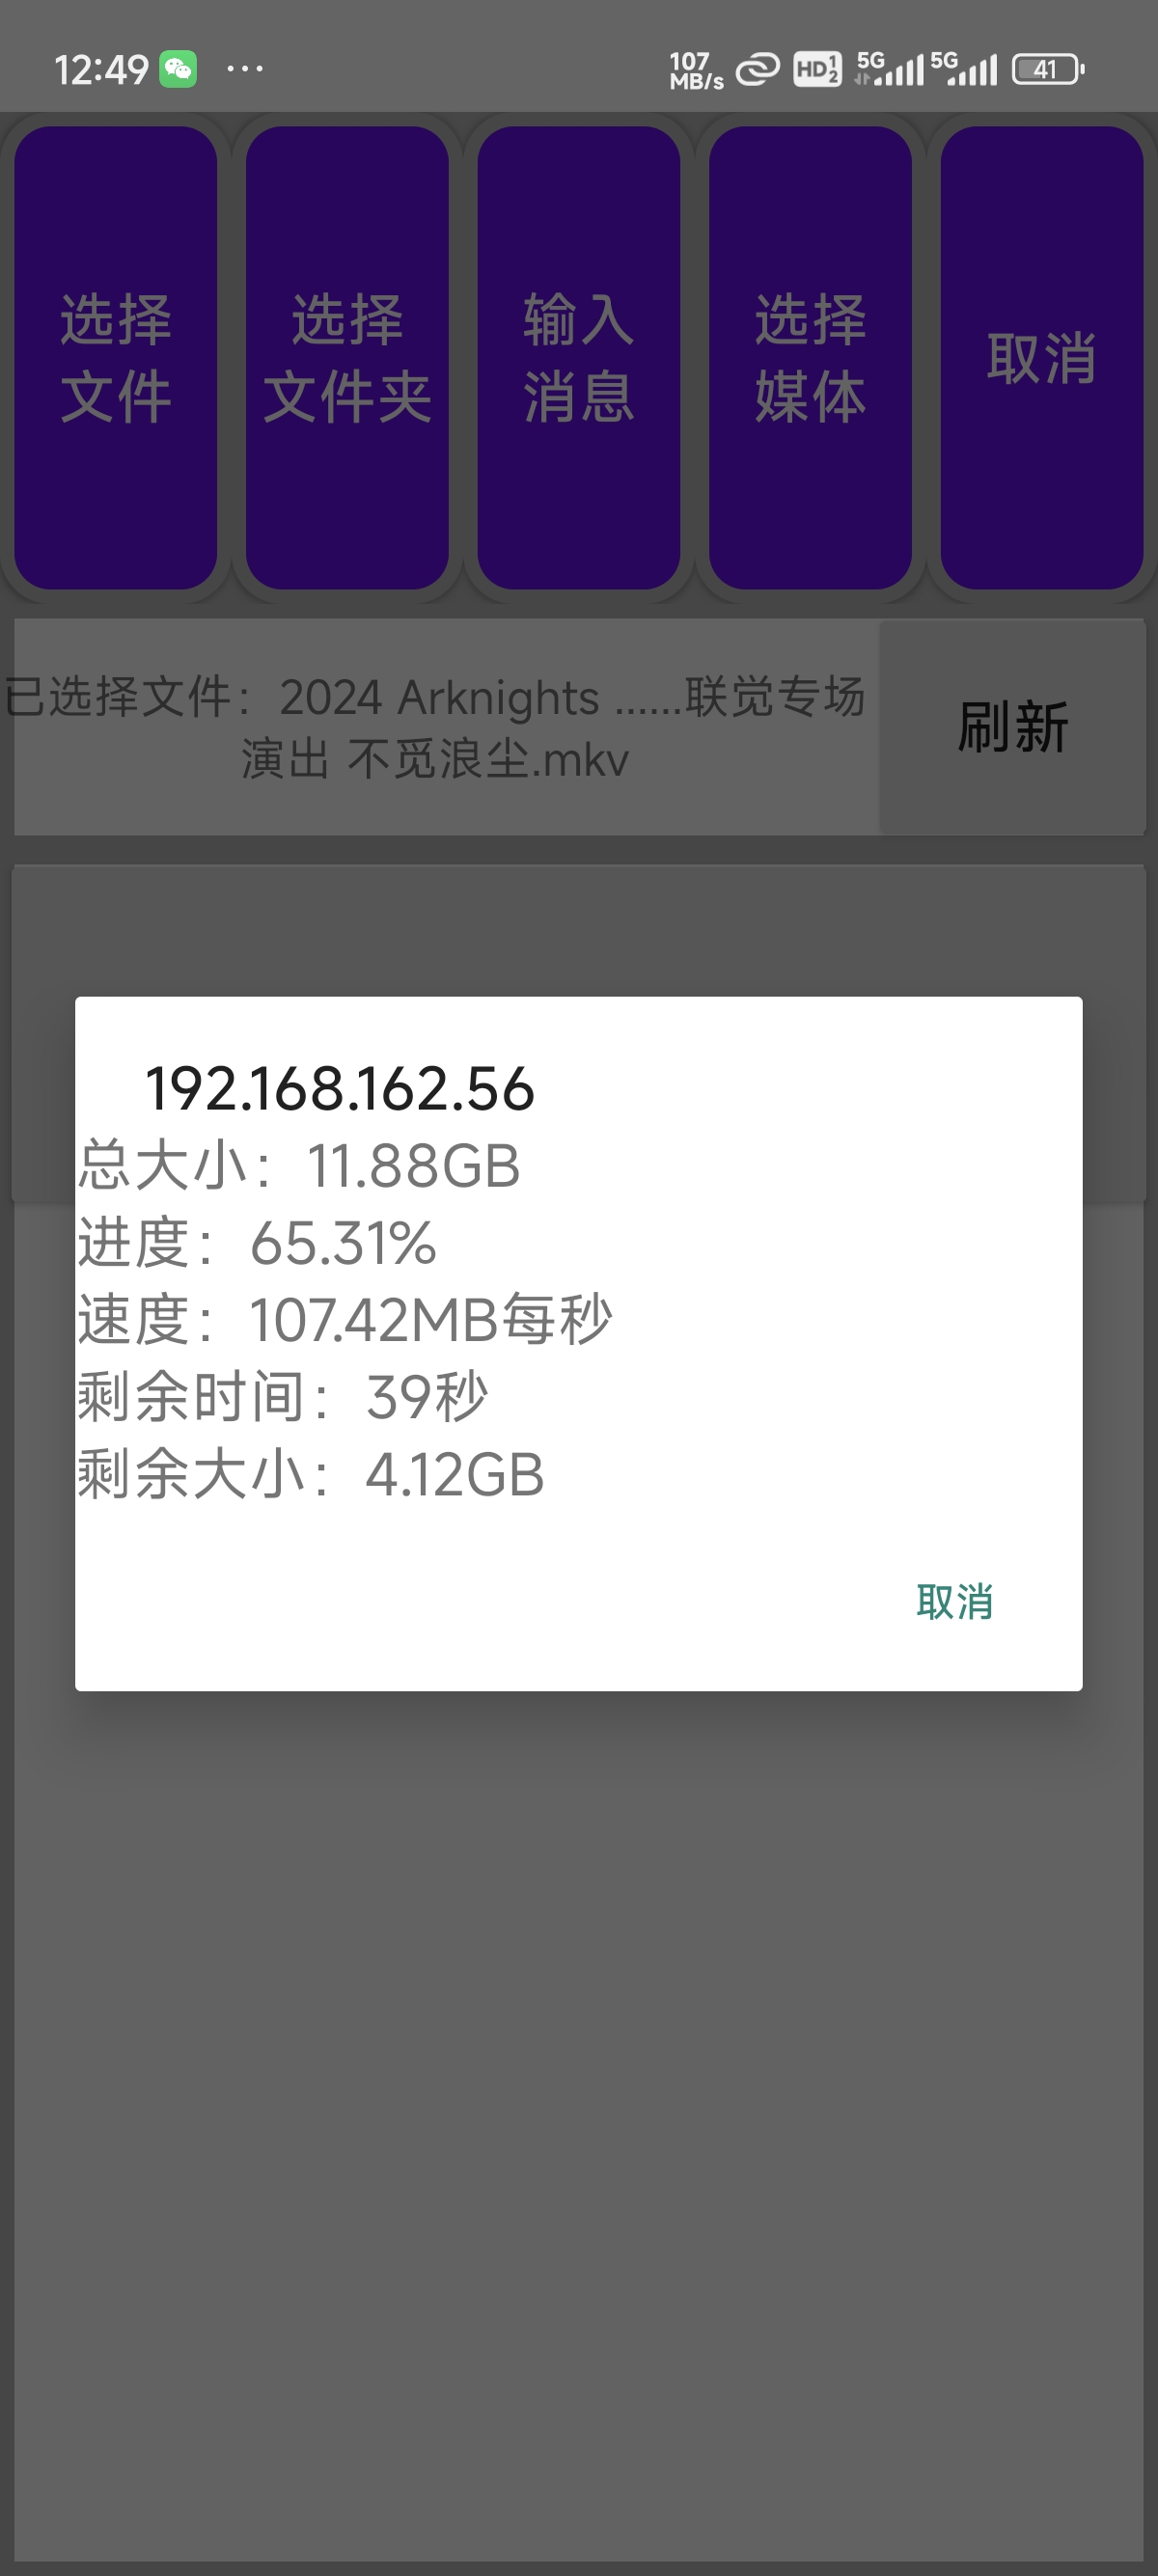 12:49
107
MB/s
HD 1 2
5G
5G
41
选择
文件
选择
文件夹
输入
消息
选择
媒体
取消
已选择文件：2024 Arknights ......联觉专场
演出 不觅浪尘.mkv
刷新
192.168.162.56
总大小：11.88GB
进度：65.31%
速度：107.42MB每秒
剩余时间：39秒
剩余大小：4.12GB
取消